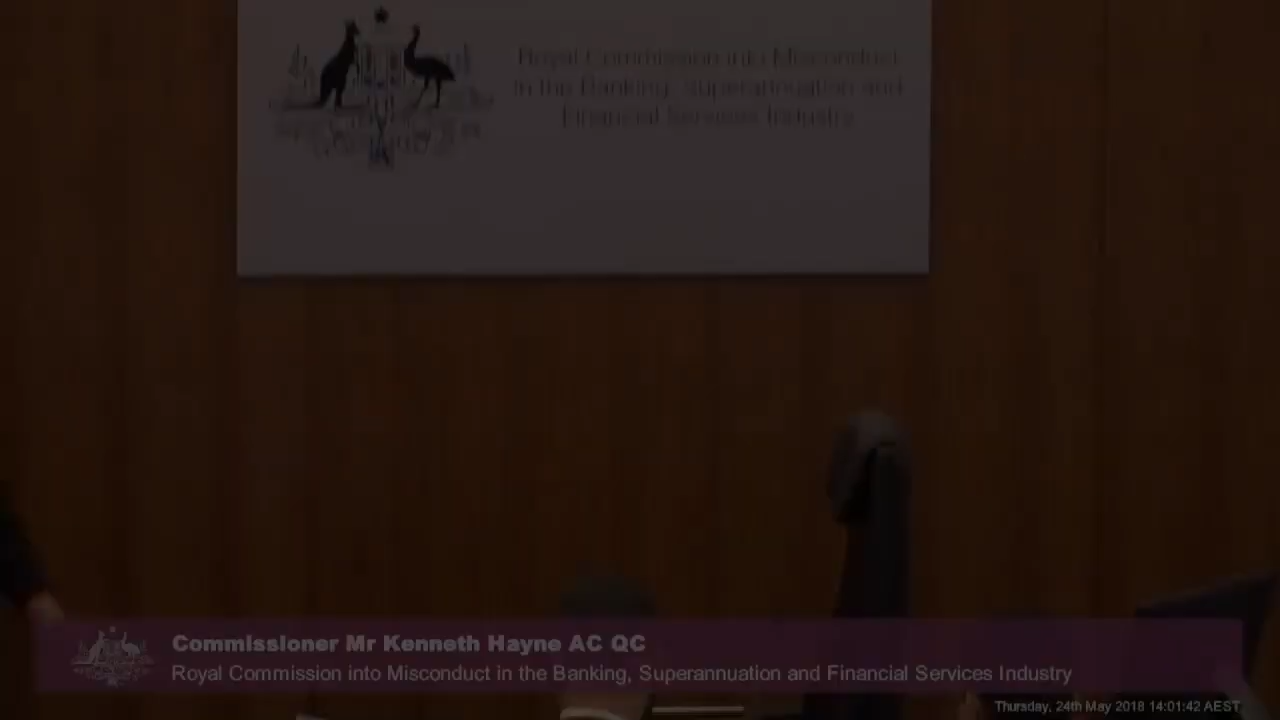 Royal Commission into Misconduct
in the Banking, Superannuation and
Financial Services Industry
Commissioner Mr Kenneth Hayne AC QC
Royal Commission into Misconduct in the Banking, Superannuation and Financial Services Industry
Thursday, 24th May 2018 14:01:42 AEST